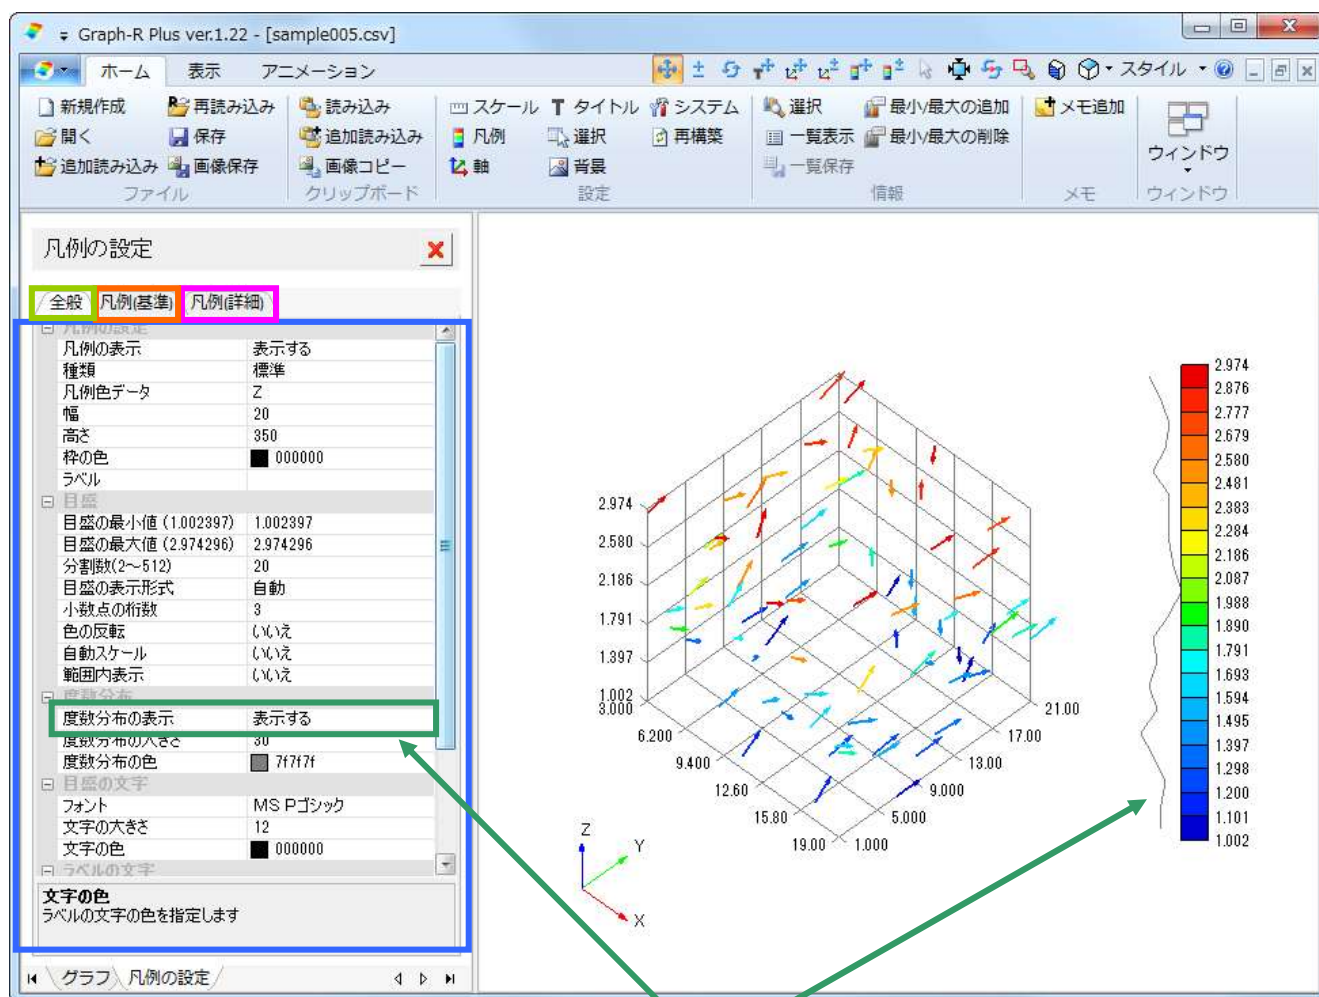 Graph-R Plus ver.1.22 - [sample005.csv]
ホーム 表示 アニメーション スタイル
新規作成 再読み込み 読み込み スケール タイトル システム 選択 最小/最大の追加 メモ追加
開く 保存 追加読み込み 凡例 選択 再構築 一覧表示 最小/最大の削除 ウィンドウ
追加読み込み 画像保存 画像コピー 軸 背景 一覧保存
ファイル クリップボード 設定 情報 メモ ウィンドウ
凡例の設定
全般 凡例(基準) 凡例(詳細)
凡例の設定
凡例の表示 表示する
種類 標準
凡例色データ Z
幅 20
高さ 350
枠の色 000000
ラベル
目盛
目盛の最小値 (1.002397) 1.002397
目盛の最大値 (2.974296) 2.974296
分割数(2～512) 20
目盛の表示形式 自動
小数点の桁数 3
色の反転 いいえ
自動スケール いいえ
範囲内表示 いいえ
度数分布
度数分布の表示 表示する
度数分布の大きさ 30
度数分布の色 7f7f7f
目盛の文字
フォント MS Pゴシック
文字の大きさ 12
文字の色 000000
ラベルの文字
文字の色
ラベルの文字の色を指定します
グラフ 凡例の設定
2.974
2.580
2.186
1.791
1.397
1.002
3.000
6.200
9.400
12.60
15.80
19.00
1.000
5.000
9.000
13.00
17.00
21.00
Z
Y
X
2.974
2.876
2.777
2.679
2.580
2.481
2.383
2.284
2.186
2.087
1.988
1.890
1.791
1.693
1.594
1.495
1.397
1.298
1.200
1.101
1.002